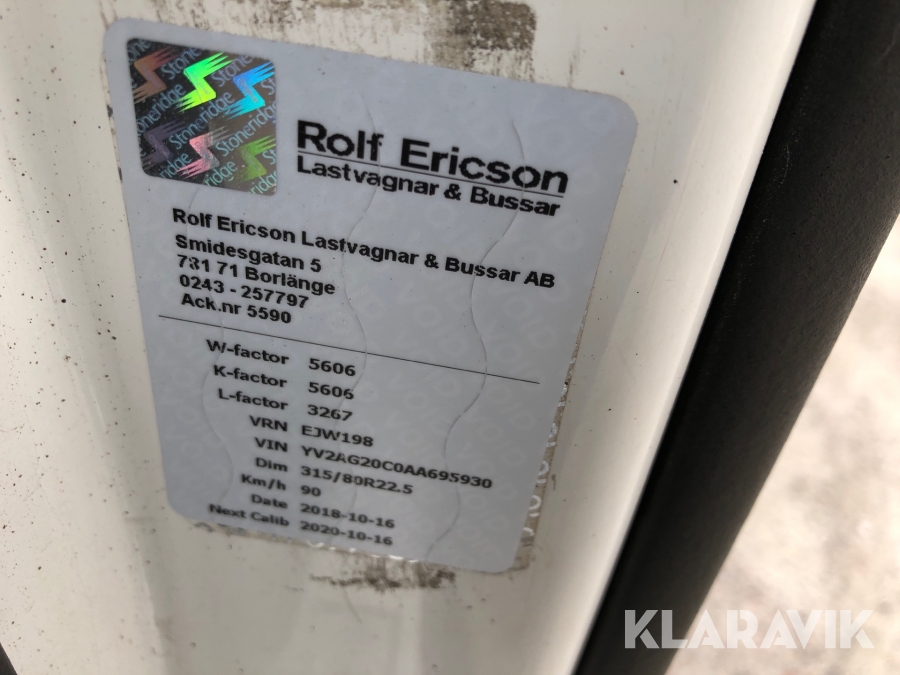 Stoneridge Stoneridge Stoneridge
Rolf Ericson
Lastvagnar & Bussar
Rolf Ericson Lastvagnar & Bussar AB
Smidesgatan 5
781 71 Borlänge
0243 - 257797
Ack.nr 5590
W-factor 5606
K-factor 5606
L-factor 3267
VRN EJW198
VIN YV2AG20C0AA695930
Dim 315/80R22.5
Km/h 90
Date 2018-10-16
Next Calib 2020-10-16
KLARAVIK